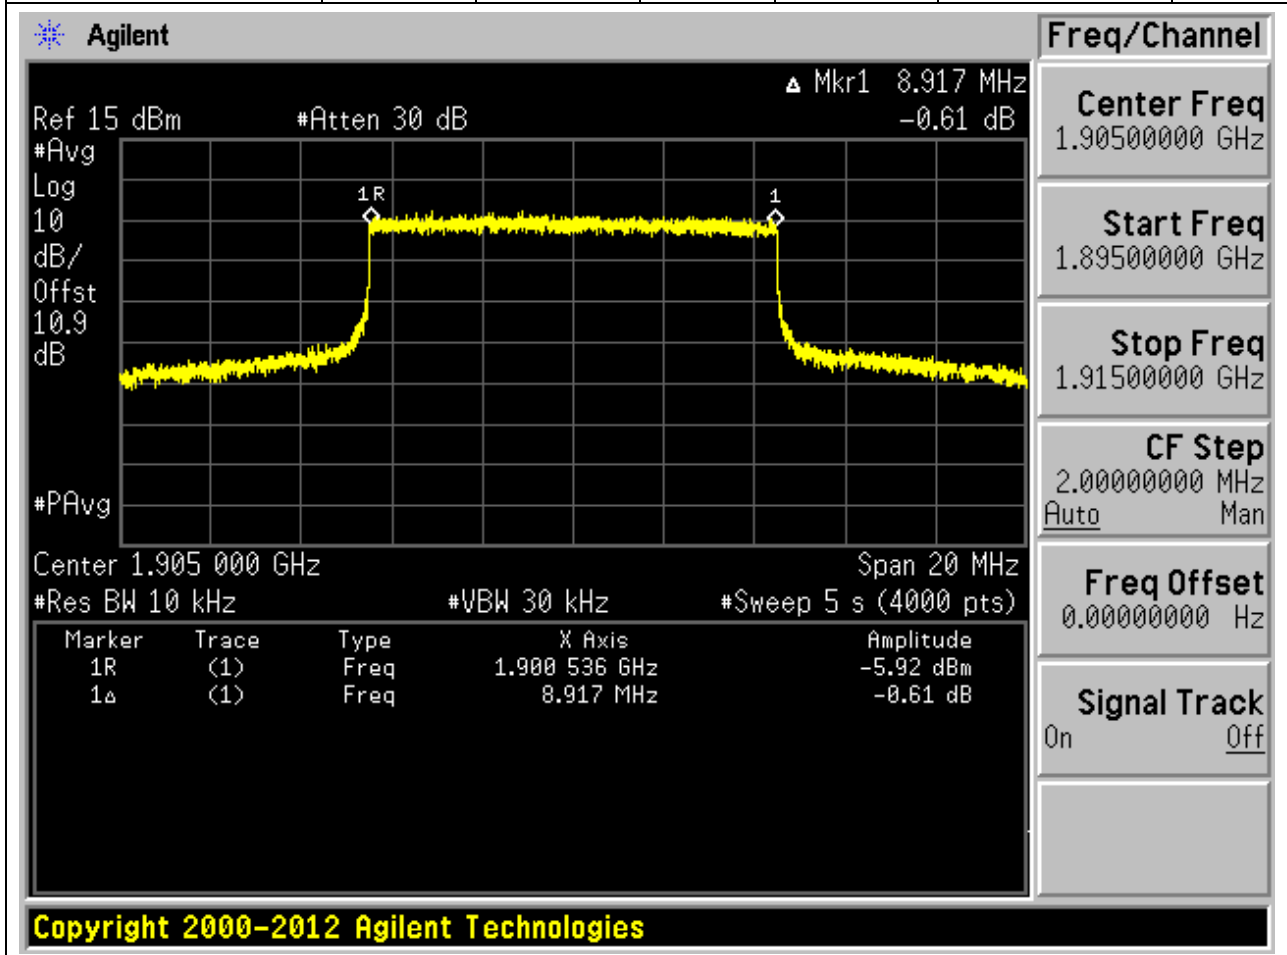 Agilent
Freq/Channel
Δ Mkr1 8.917 MHz
Ref 15 dBm #Atten 30 dB -0.61 dB
#Avg
Log
10
dB/
Offst
10.9
dB
#PAvg
1R
1
Center 1.905 000 GHz Span 20 MHz
#Res BW 10 kHz #VBW 30 kHz #Sweep 5 s (4000 pts)
Marker Trace Type X Axis Amplitude
1R (1) Freq 1.900 536 GHz -5.92 dBm
1Δ (1) Freq 8.917 MHz -0.61 dB
Center Freq
1.90500000 GHz
Start Freq
1.89500000 GHz
Stop Freq
1.91500000 GHz
CF Step
2.00000000 MHz
Auto Man
Freq Offset
0.00000000 Hz
Signal Track
On Off
Copyright 2000-2012 Agilent Technologies